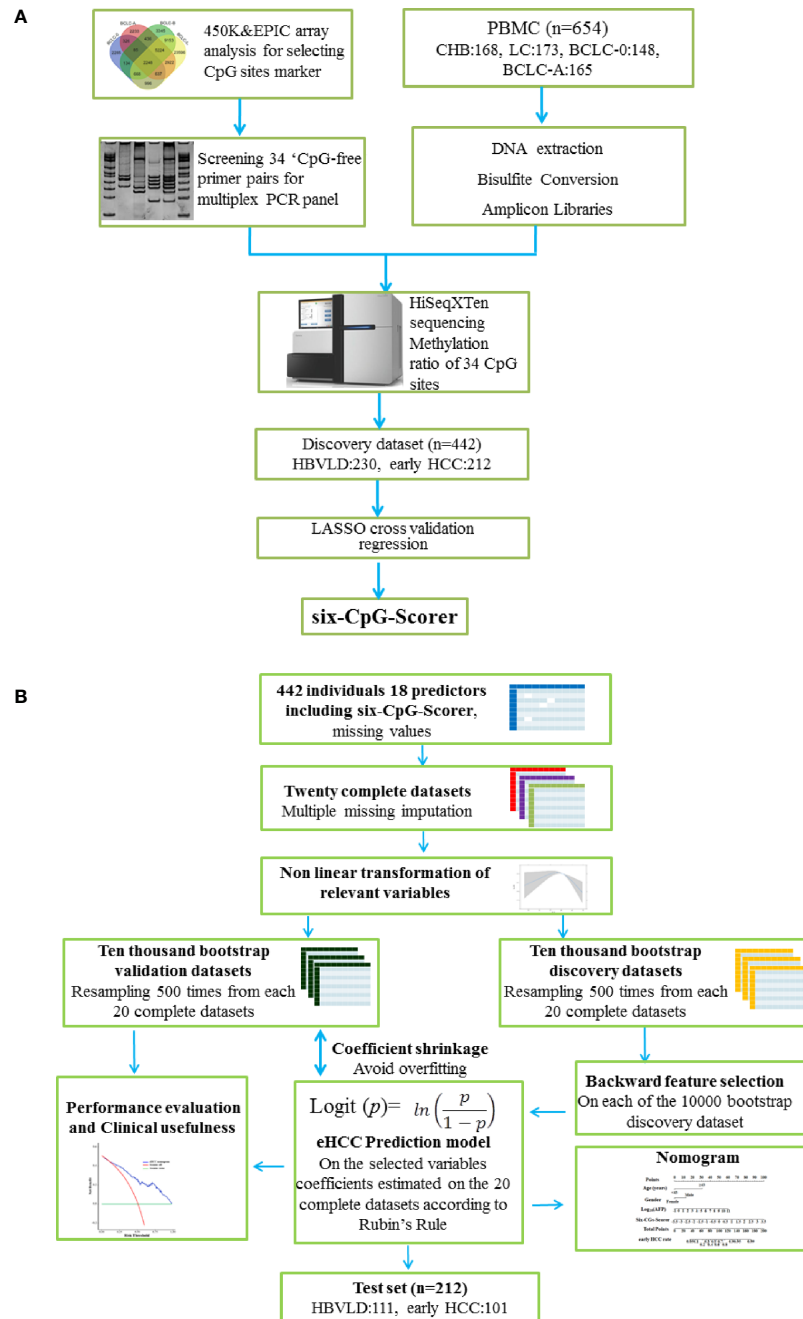 A
BCLC-A
BCLC-B
450K&EPIC array
analysis for selecting
CpG sites marker
PBMC (n=654)
CHB:168, LC:173, BCLC-0:148,
BCLC-A:165
Screening 34 ‘CpG-free
primer pairs for
multiplex PCR panel
DNA extraction
Bisulfite Conversion
Amplicon Libraries
HiSeqXTen
sequencing
Methylation
ratio of 34 CpG
sites
Discovery dataset (n=442)
HBVLD:230, early HCC:212
LASSO cross validation
regression
six-CpG-Scorer
B
442 individuals 18 predictors
including six-CpG-Scorer,
missing values
Twenty complete datasets
Multiple missing imputation
Non linear transformation of
relevant variables
Ten thousand bootstrap
validation datasets
Resampling 500 times from each
20 complete datasets
Ten thousand bootstrap
discovery datasets
Resampling 500 times from each
20 complete datasets
Coefficient shrinkage
Avoid overfitting
Backward feature selection
On each of the 10000 bootstrap
discovery dataset
Performance evaluation
and Clinical usefulness
Risk Threshold
Logit (p)= ln(p/1 − p)
eHCC Prediction model
On the selected variables
coefficients estimated on the 20
complete datasets according to
Rubin’s Rule
Nomogram
Points
Age (years)
Gender
Male
Female
Log10(AFP)
Six-CpG-Scorer
Total Points
early HCC rate
Test set (n=212)
HBVLD:111, early HCC:101